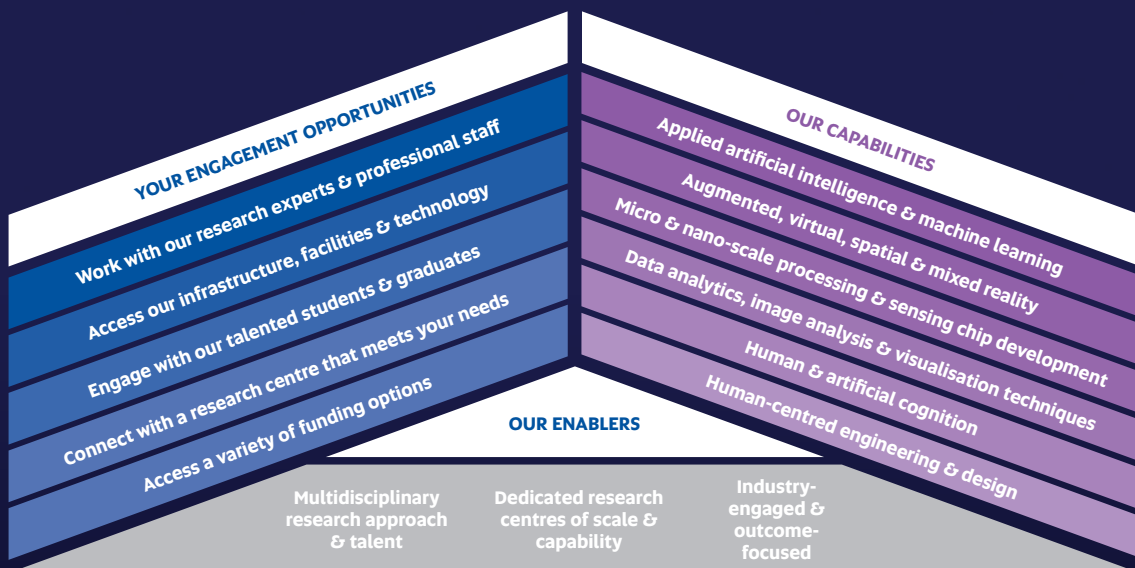 YOUR ENGAGEMENT OPPORTUNITIES
Work with our research experts & professional staff
Access our infrastructure, facilities & technology
Engage with our talented students & graduates
Connect with a research centre that meets your needs
Access a variety of funding options
OUR CAPABILITIES
Applied artificial intelligence & machine learning
Augmented, virtual, spatial & mixed reality
Micro & nano-scale processing & sensing chip development
Data analytics, image analysis & visualisation techniques
Human & artificial cognition
Human-centred engineering & design
OUR ENABLERS
Multidisciplinary
research approach
& talent
Dedicated research
centres of scale &
capability
Industry-
engaged &
outcome-
focused